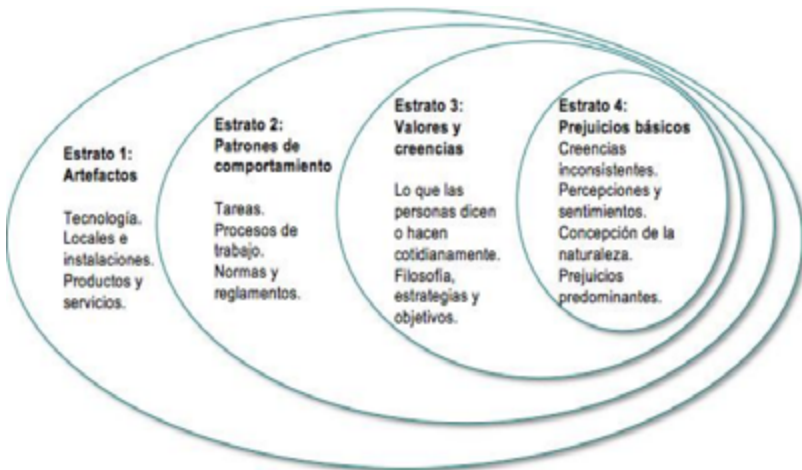 Estrato 1:
Artefactos
Tecnología.
Locales e
instalaciones.
Productos y
servicios.
Estrato 2:
Patrones de
comportamiento
Tareas.
Procesos de
trabajo.
Normas y
reglamentos.
Estrato 3:
Valores y
creencias
Lo que las
personas dicen
o hacen
cotidianamente.
Filosofía,
estrategias y
objetivos.
Estrato 4:
Prejuicios básicos
Creencias
inconsistentes.
Percepciones y
sentimientos.
Concepción de la
naturaleza.
Prejuicios
predominantes.